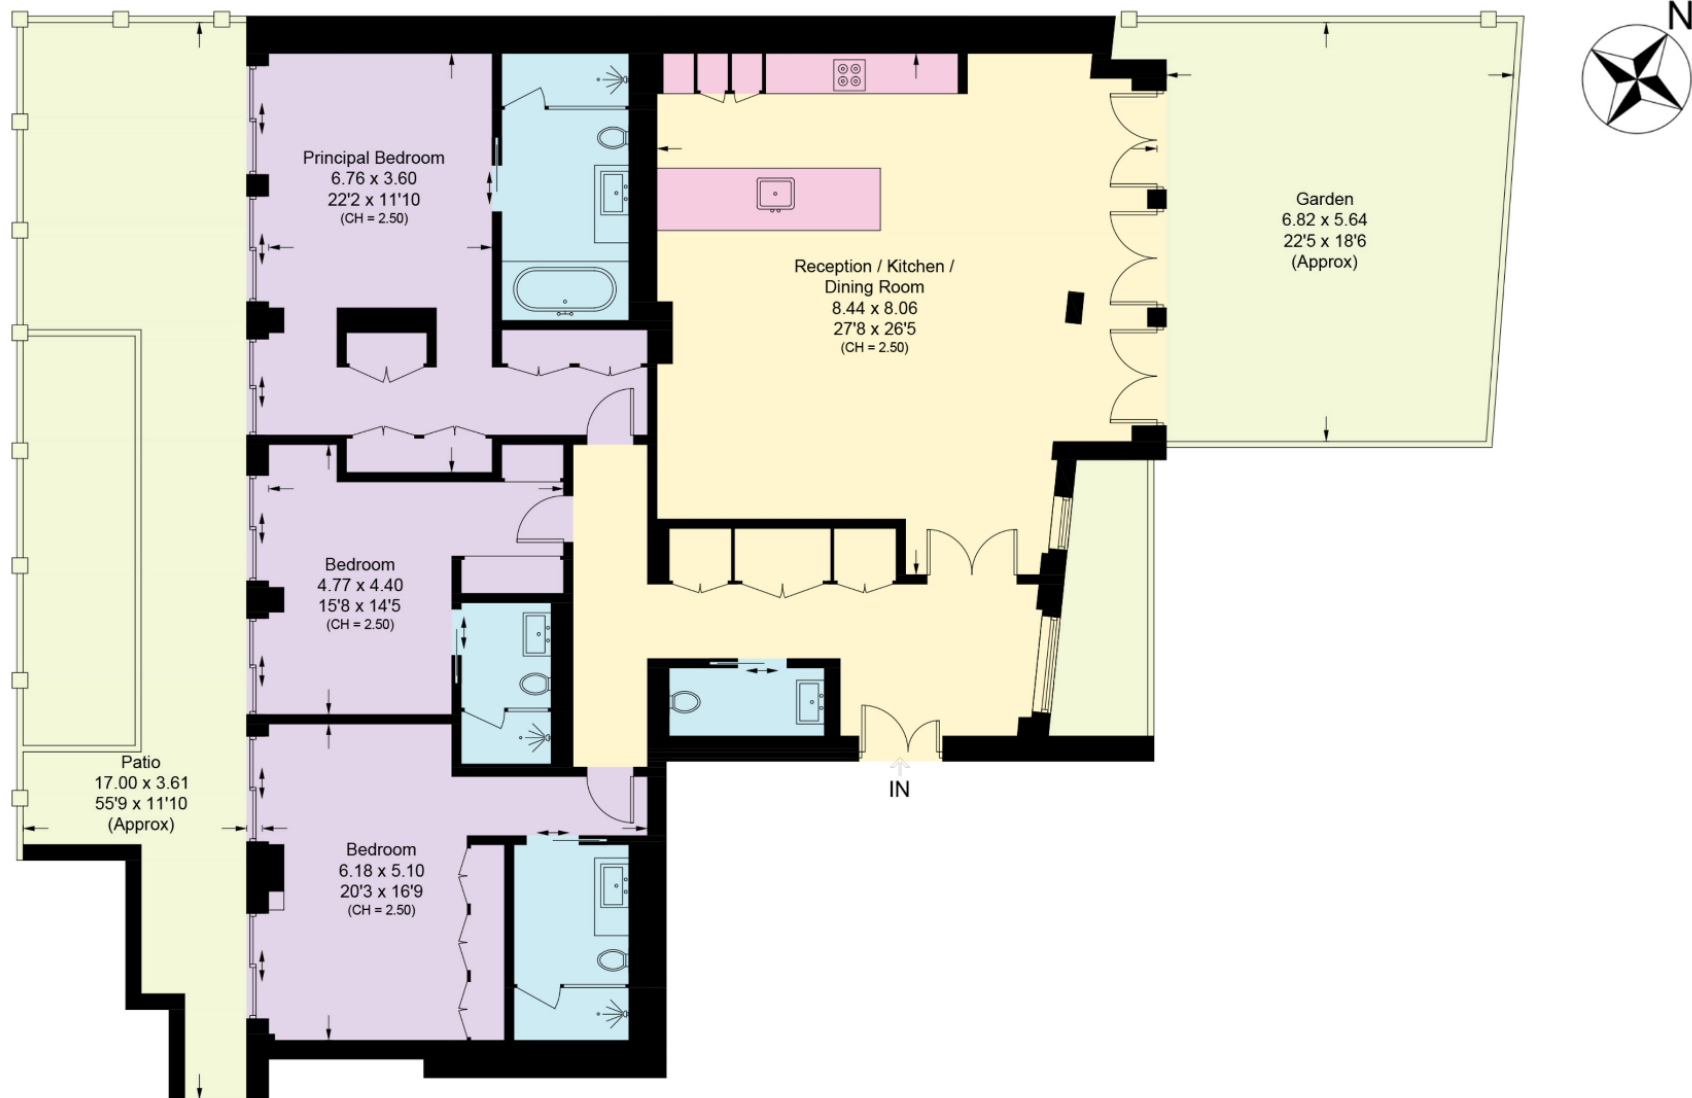 N
Principal Bedroom
6.76 x 3.60
22'2 x 11'10
(CH = 2.50)
Garden
6.82 x 5.64
22'5 x 18'6
(Approx)
Reception / Kitchen /
Dining Room
8.44 x 8.06
27'8 x 26'5
(CH = 2.50)
Bedroom
4.77 x 4.40
15'8 x 14'5
(CH = 2.50)
Patio
17.00 x 3.61
55'9 x 11'10
(Approx)
IN
Bedroom
6.18 x 5.10
20'3 x 16'9
(CH = 2.50)